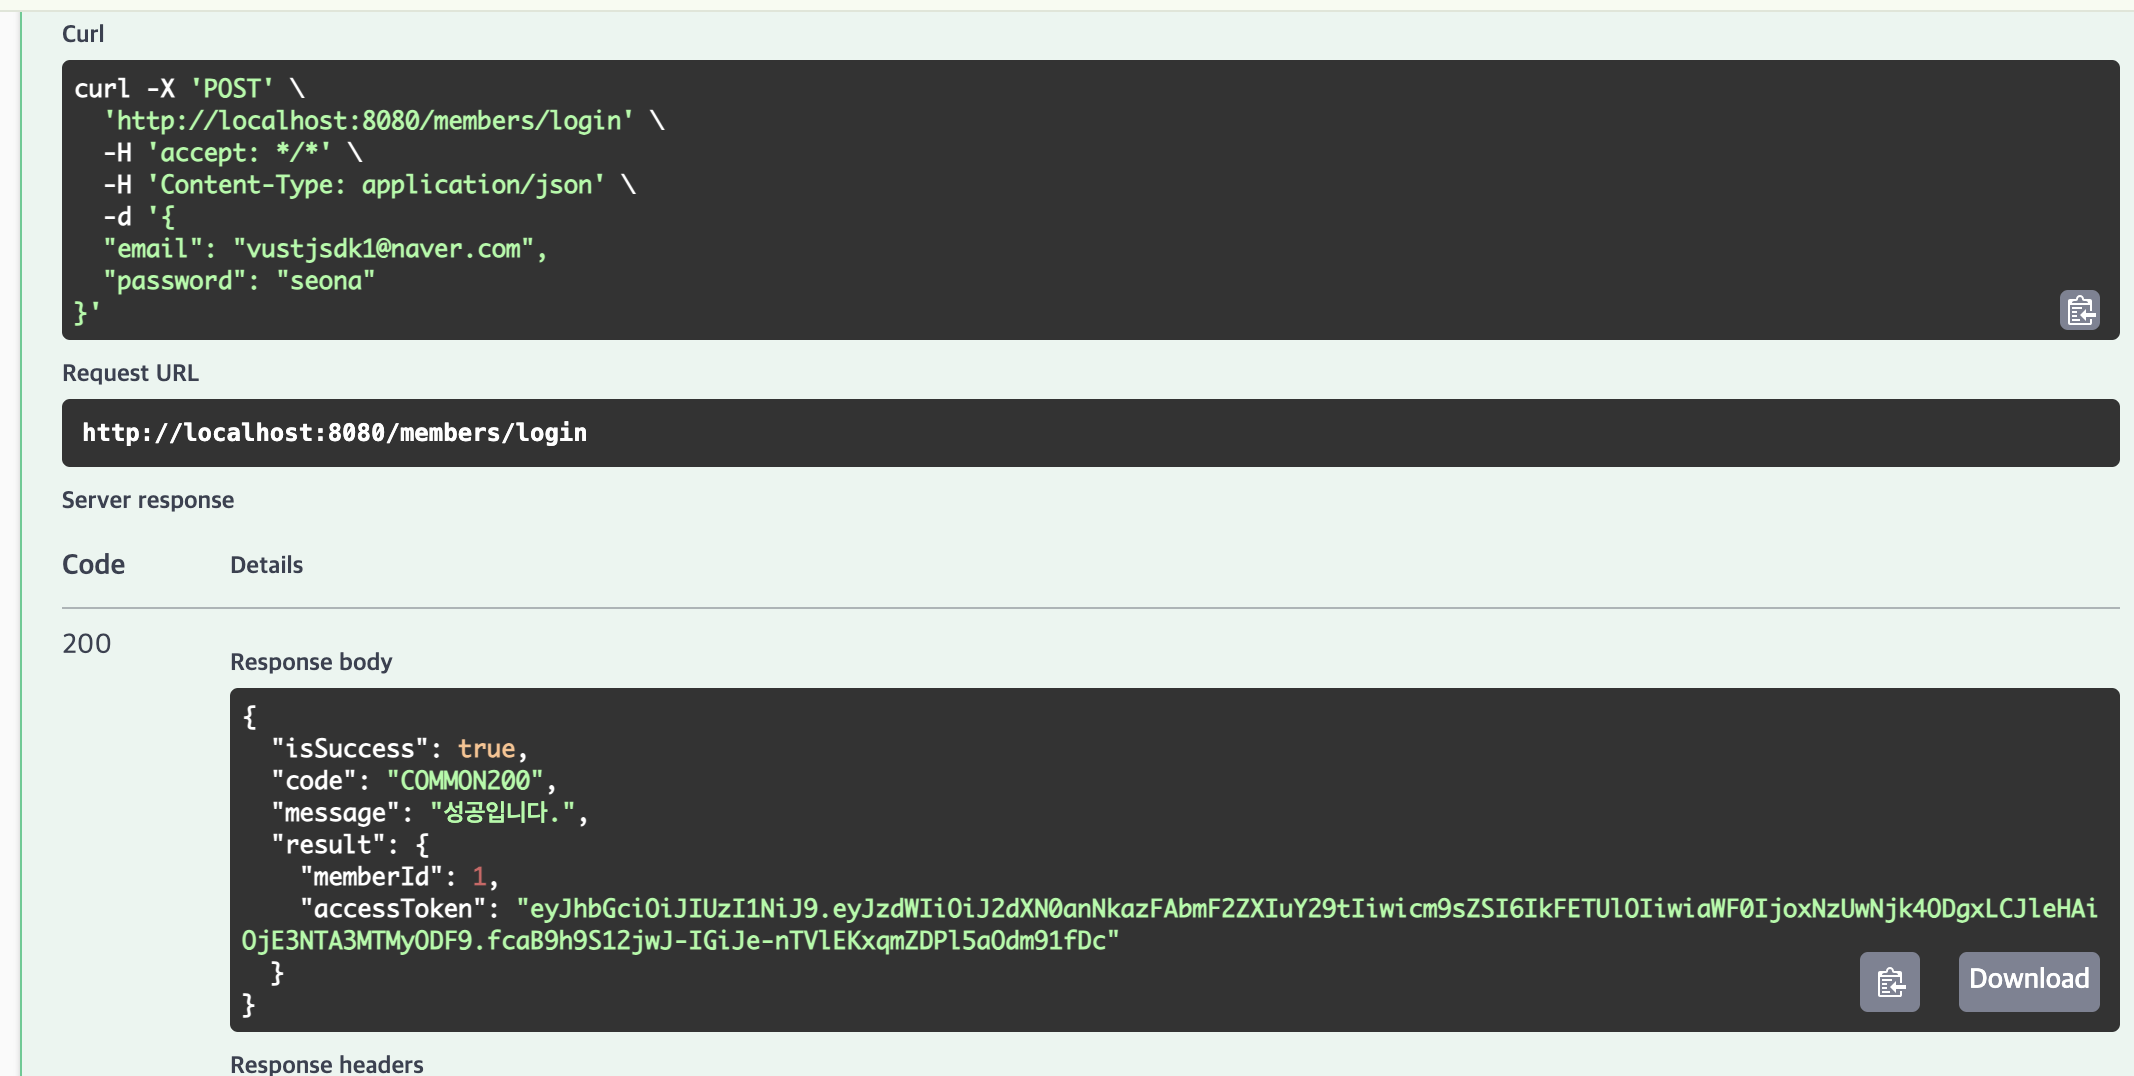 Curl
curl -X 'POST' \
'http://localhost:8080/members/login' \
-H 'accept: */*' \
-H 'Content-Type: application/json' \
-d '{
"email": "vustjsdk1@naver.com",
"password": "seona"
}'
Request URL
http://localhost:8080/members/login
Server response
Code Details
200
Response body
{
"isSuccess": true,
"code": "COMMON200",
"message": "성공입니다.",
"result": {
"memberId": 1,
"accessToken": "eyJhbGciOiJIUzI1NiJ9.eyJzdWIiOiJ2dXN0anNkazFAbmF2ZXIuY29tIiwicm9sZSI6IkFETUlOIiwiaWF0IjoxNzUwNjk4ODgxLCJleHAi
OjE3NTA3MTMyODF9.fcaB9h9S12jwJ-IGiJe-nTVlEKxqmZDPl5aOdm91fDc"
}
}
Download
Response headers